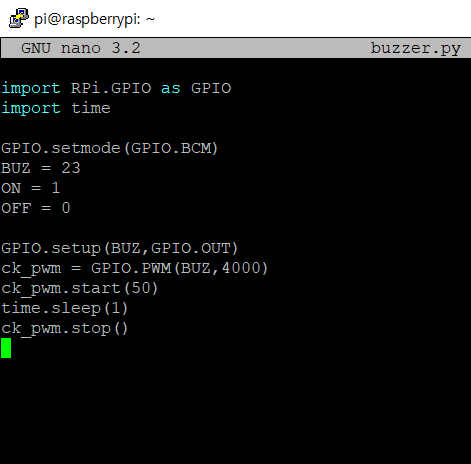 pi@raspberrypi: ~
GNU nano 3.2 buzzer.py
import RPi.GPIO as GPIO
import time
GPIO.setmode(GPIO.BCM)
BUZ = 23
ON = 1
OFF = 0
GPIO.setup(BUZ,GPIO.OUT)
ck_pwm = GPIO.PWM(BUZ,4000)
ck_pwm.start(50)
time.sleep(1)
ck_pwm.stop()